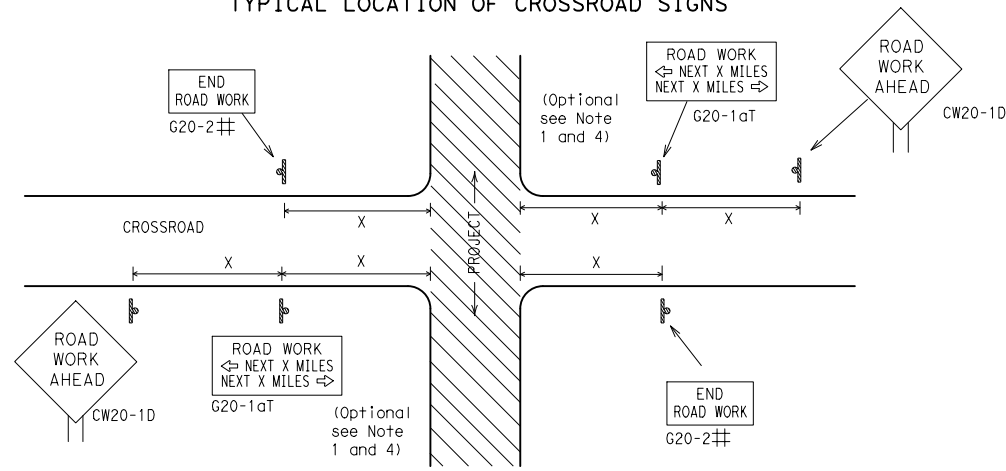 TYPICAL LOCATION OF CROSSROAD SIGNS
END
ROAD WORK
G20-2#
ROAD WORK
⇦ NEXT X MILES
NEXT X MILES ⇨
G20-1aT
(Optional
see Note
1 and 4)
ROAD
WORK
AHEAD
CW20-1D
X
X
X
CROSSROAD
PROJECT
X
X
X
ROAD
WORK
AHEAD
CW20-1D
ROAD WORK
⇦ NEXT X MILES
NEXT X MILES ⇨
G20-1aT
(Optional
see Note
1 and 4)
END
ROAD WORK
G20-2#